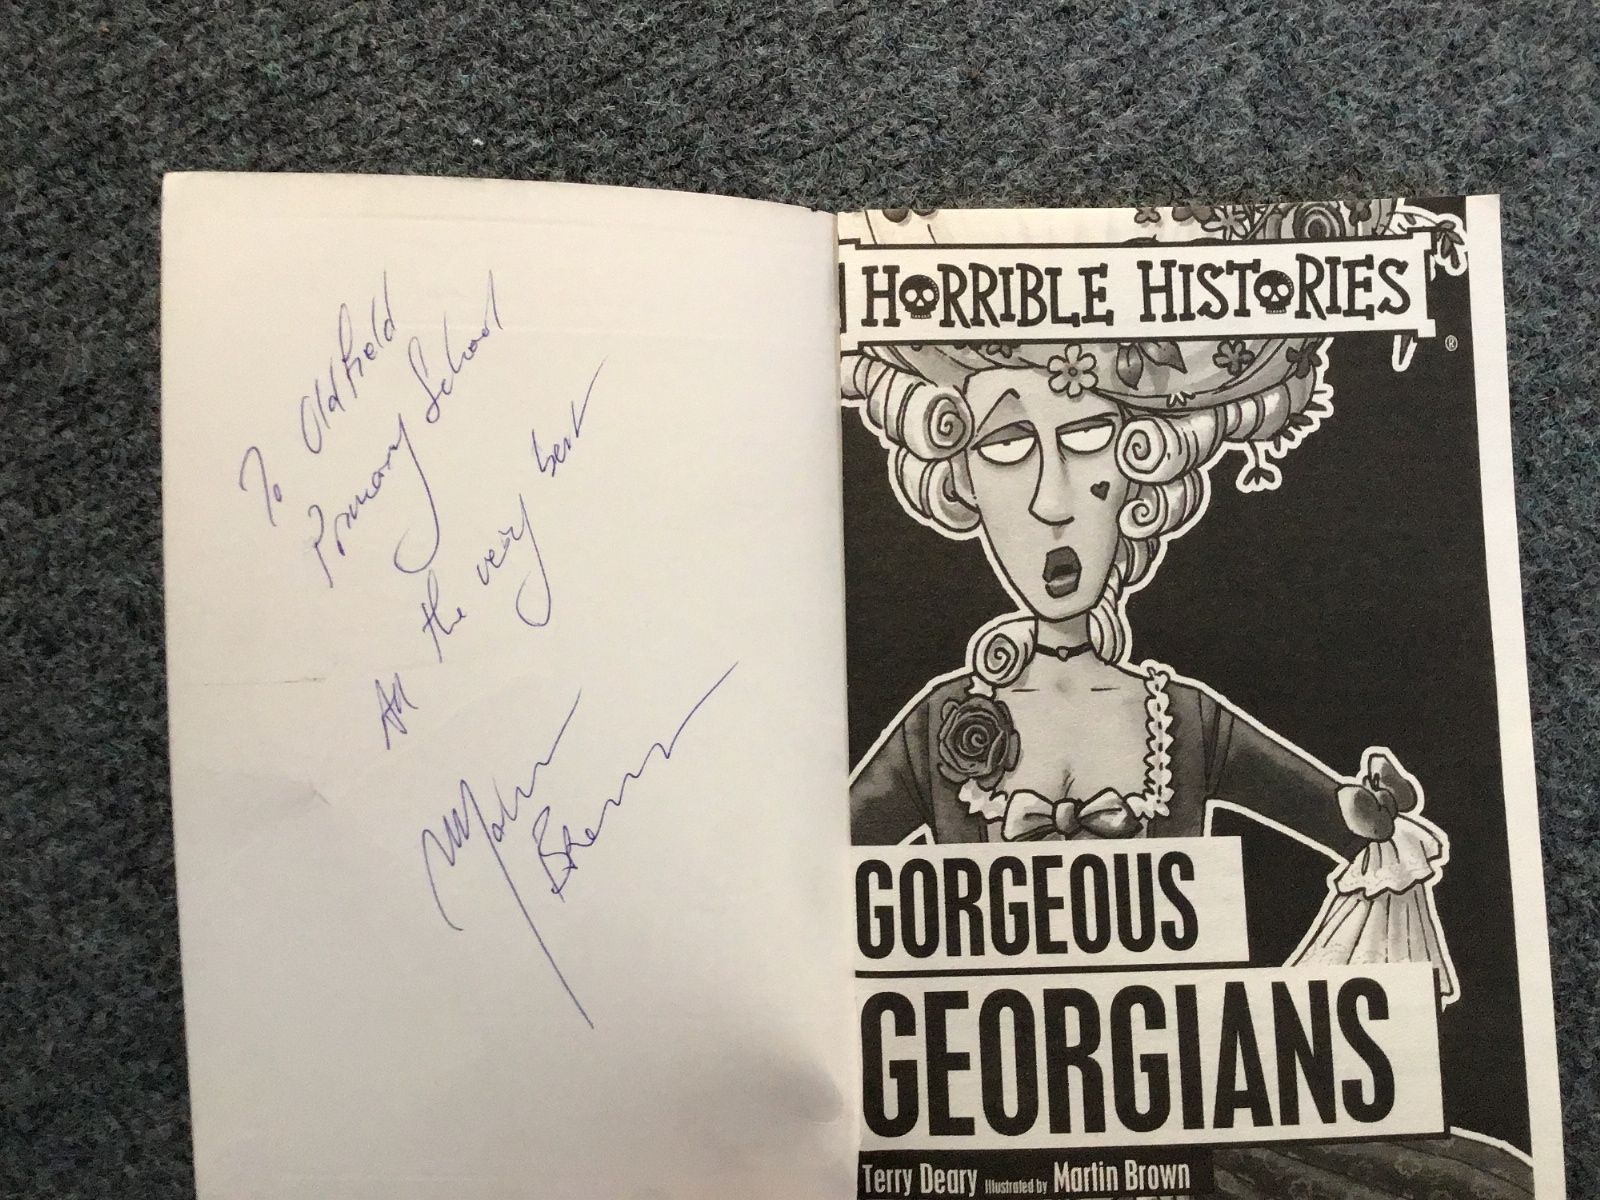 To Oldfield
Primary School
All the very best
Martin
Brown
HORRIBLE HISTORIES
®
GORGEOUS
GEORGIANS
Terry Deary Illustrated by Martin Brown